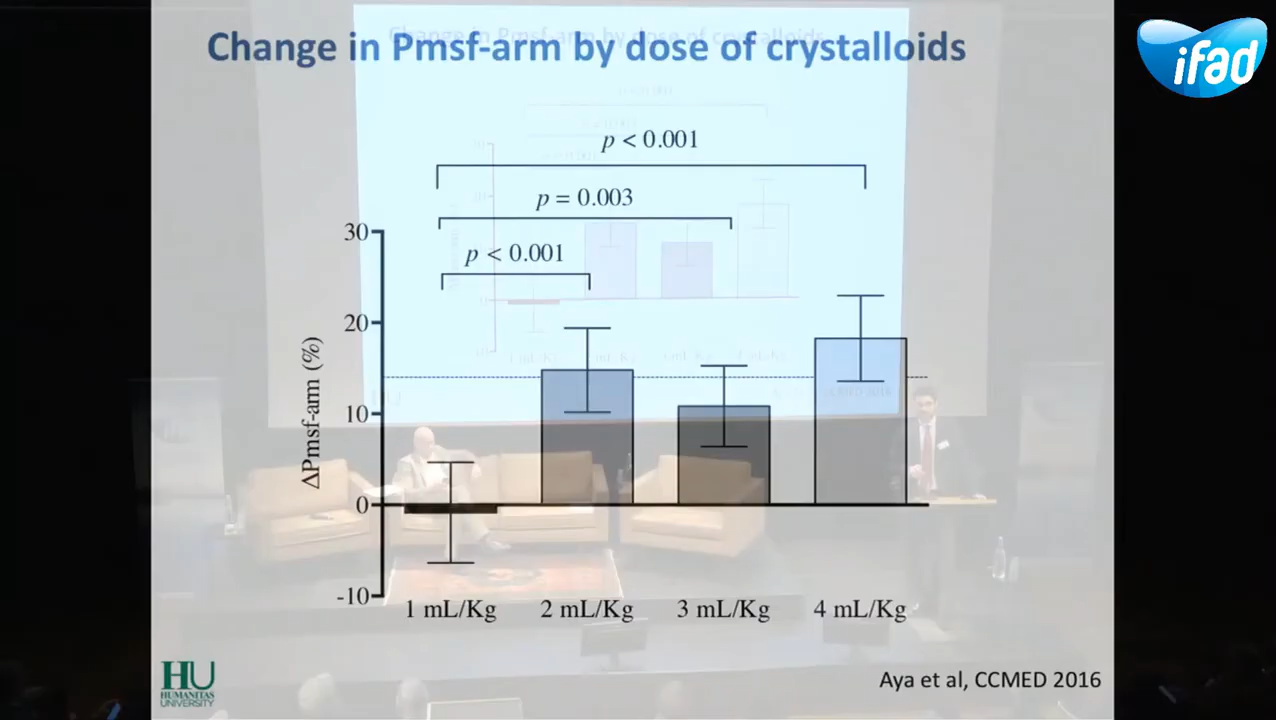 Change in Pmsf-arm by dose of crystalloids
ifad
p < 0.001
p = 0.003
p < 0.001
30
20
10
0
-10
ΔPmsf-arm (%)
1 mL/Kg
2 mL/Kg
3 mL/Kg
4 mL/Kg
HU
HUMANITAS
UNIVERSITY
Aya et al, CCMED 2016